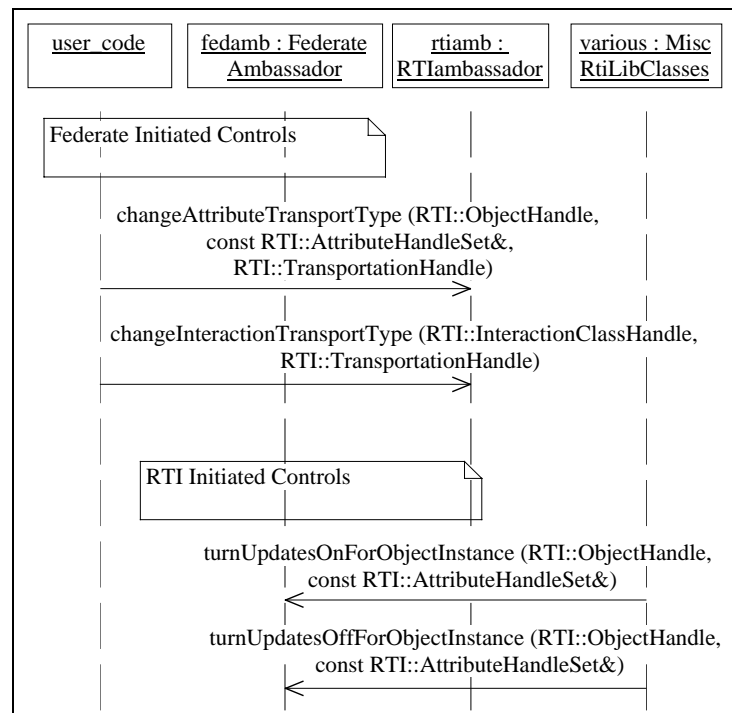 user_code
fedamb : Federate
Ambassador
rtiamb :
RTIambassador
various : Misc
RtiLibClasses
Federate Initiated Controls
changeAttributeTransportType (RTI::ObjectHandle,
const RTI::AttributeHandleSet&,
RTI::TransportationHandle)
changeInteractionTransportType (RTI::InteractionClassHandle,
RTI::TransportationHandle)
RTI Initiated Controls
turnUpdatesOnForObjectInstance (RTI::ObjectHandle,
const RTI::AttributeHandleSet&)
turnUpdatesOffForObjectInstance (RTI::ObjectHandle,
const RTI::AttributeHandleSet&)